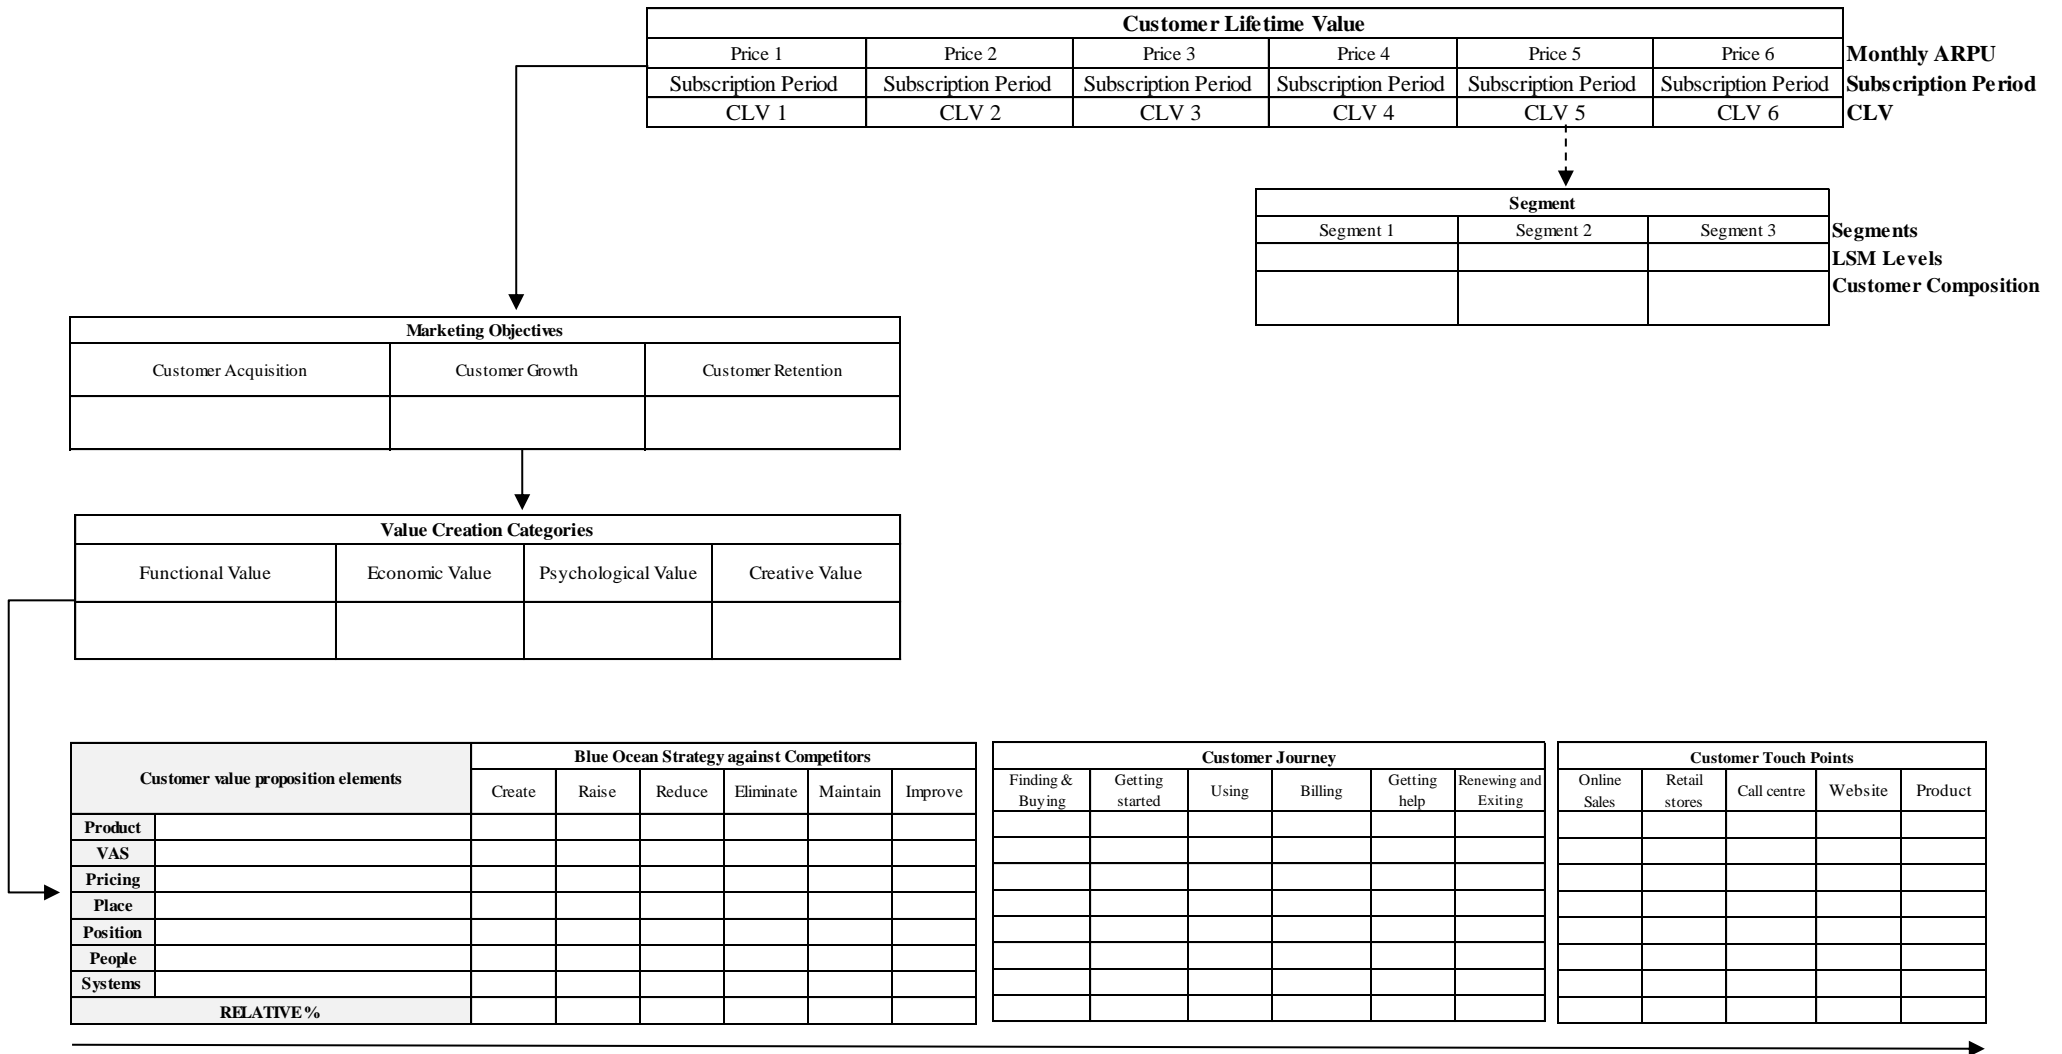 Customer Lifetime Value
Price 1 Price 2 Price 3 Price 4 Price 5 Price 6 Monthly ARPU
Subscription Period Subscription Period Subscription Period Subscription Period Subscription Period Subscription Period Subscription Period
CLV 1 CLV 2 CLV 3 CLV 4 CLV 5 CLV 6 CLV
Segment
Segment 1 Segment 2 Segment 3 Segments
LSM Levels
Customer Composition
Marketing Objectives
Customer Acquisition Customer Growth Customer Retention
Value Creation Categories
Functional Value Economic Value Psychological Value Creative Value
Customer value proposition elements
Blue Ocean Strategy against Competitors
Create Raise Reduce Eliminate Maintain Improve
Product
VAS
Pricing
Place
Position
People
Systems
RELATIVE %
Customer Journey
Finding & Getting Using Billing Getting Renewing and
Buying started help Exiting
Customer Touch Points
Online Retail Call centre Website Product
Sales stores